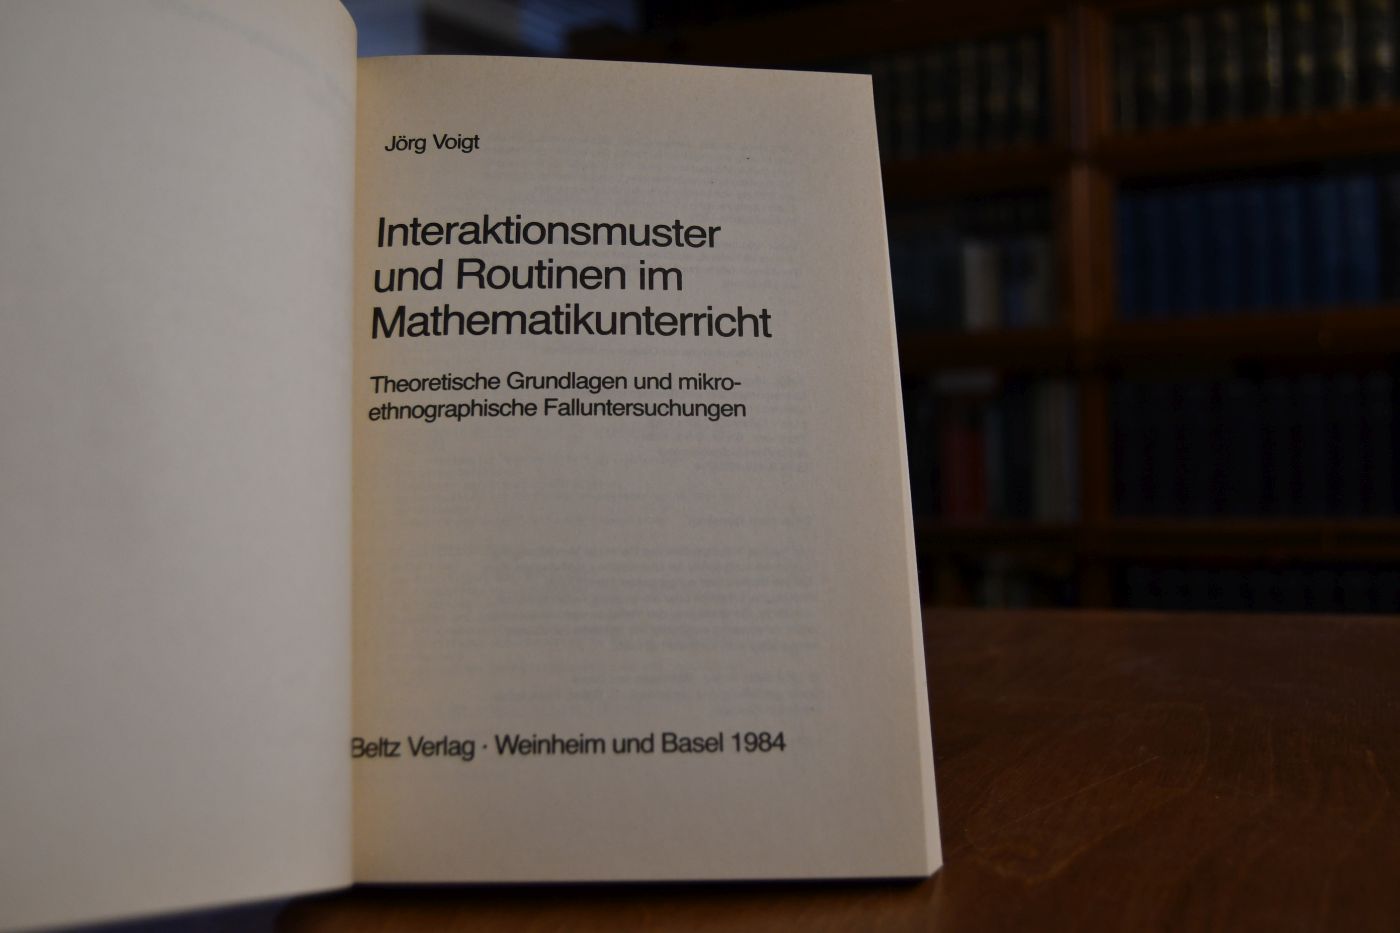 Jörg Voigt
Interaktionsmuster
und Routinen im
Mathematikunterricht
Theoretische Grundlagen und mikro-
ethnographische Falluntersuchungen
Beltz Verlag · Weinheim und Basel 1984